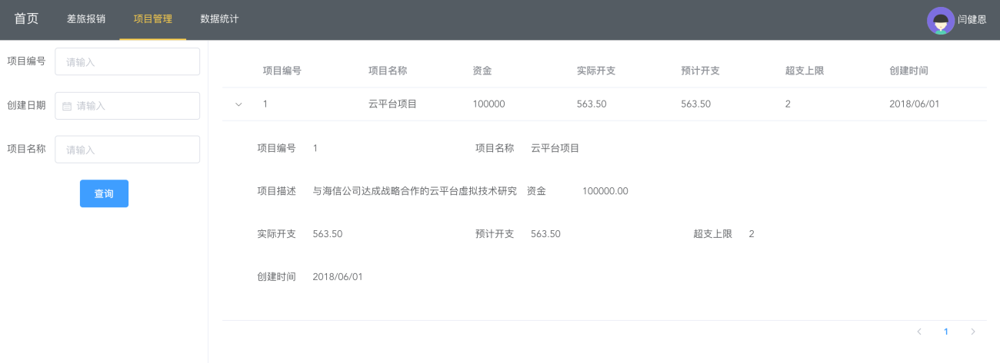 首页 差旅报销 项目管理 数据统计 闫健恩
项目编号 请输入
创建日期 请输入
项目名称 请输入
查询
项目编号 项目名称 资金 实际开支 预计开支 超支上限 创建时间
1 云平台项目 100000 563.50 563.50 2 2018/06/01
项目编号 1 项目名称 云平台项目
项目描述 与海信公司达成战略合作的云平台虚拟技术研究 资金 100000.00
实际开支 563.50 预计开支 563.50 超支上限 2
创建时间 2018/06/01
1